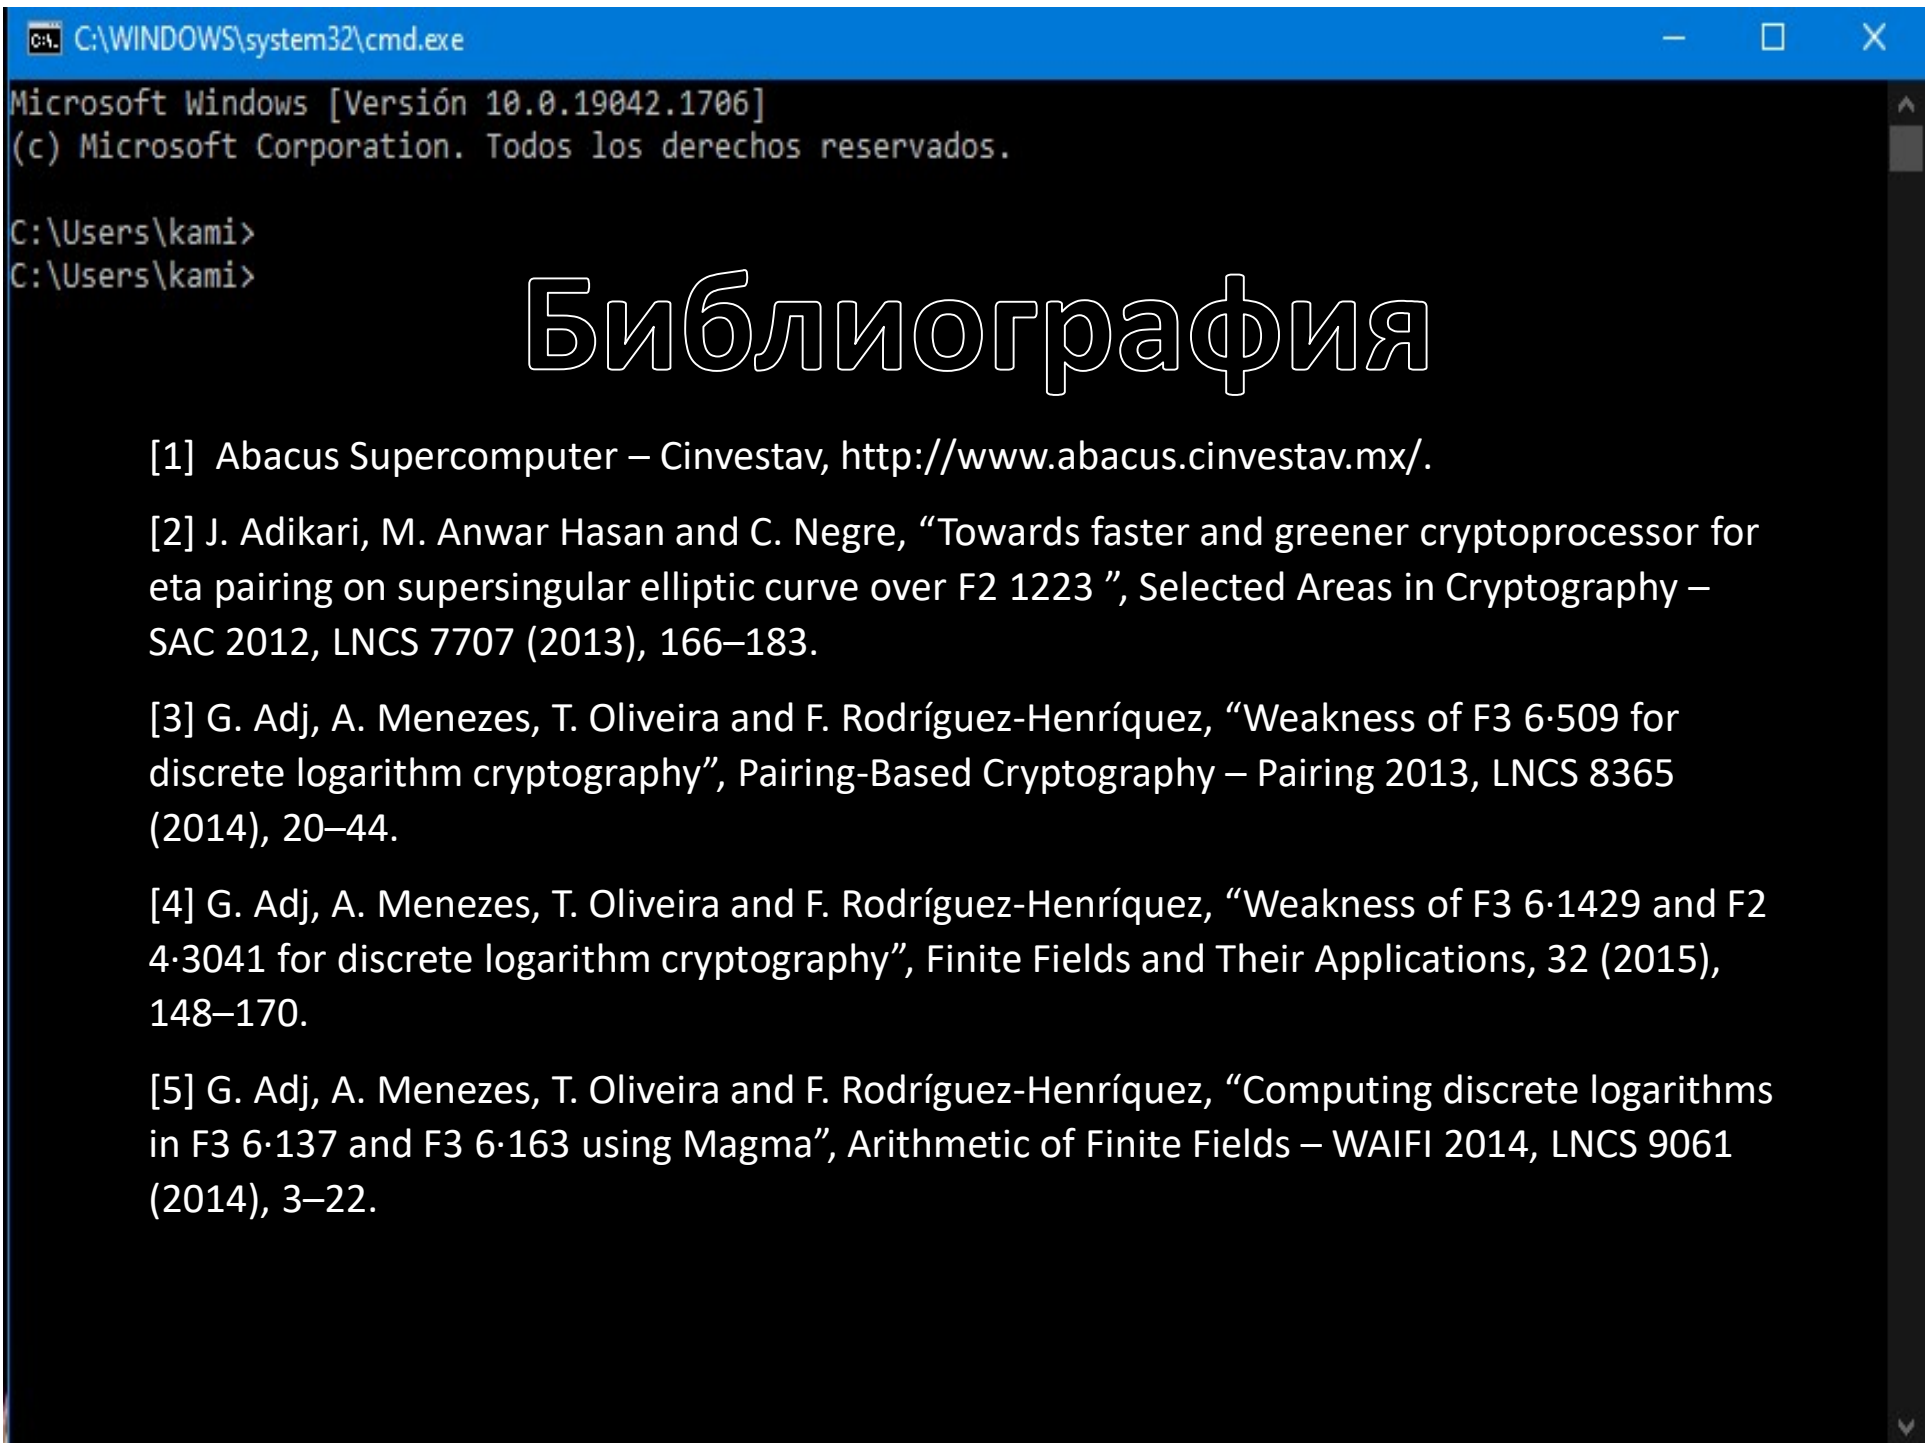 C:\WINDOWS\system32\cmd.exe
Microsoft Windows [Versión 10.0.19042.1706]
(c) Microsoft Corporation. Todos los derechos reservados.
C:\Users\kami>
C:\Users\kami>
Библиография
[1]  Abacus Supercomputer – Cinvestav, http://www.abacus.cinvestav.mx/.
[2] J. Adikari, M. Anwar Hasan and C. Negre, “Towards faster and greener cryptoprocessor for
eta pairing on supersingular elliptic curve over F2 1223 ”, Selected Areas in Cryptography –
SAC 2012, LNCS 7707 (2013), 166–183.
[3] G. Adj, A. Menezes, T. Oliveira and F. Rodríguez-Henríquez, “Weakness of F3 6·509 for
discrete logarithm cryptography”, Pairing-Based Cryptography – Pairing 2013, LNCS 8365
(2014), 20–44.
[4] G. Adj, A. Menezes, T. Oliveira and F. Rodríguez-Henríquez, “Weakness of F3 6·1429 and F2
4·3041 for discrete logarithm cryptography”, Finite Fields and Their Applications, 32 (2015),
148–170.
[5] G. Adj, A. Menezes, T. Oliveira and F. Rodríguez-Henríquez, “Computing discrete logarithms
in F3 6·137 and F3 6·163 using Magma”, Arithmetic of Finite Fields – WAIFI 2014, LNCS 9061
(2014), 3–22.